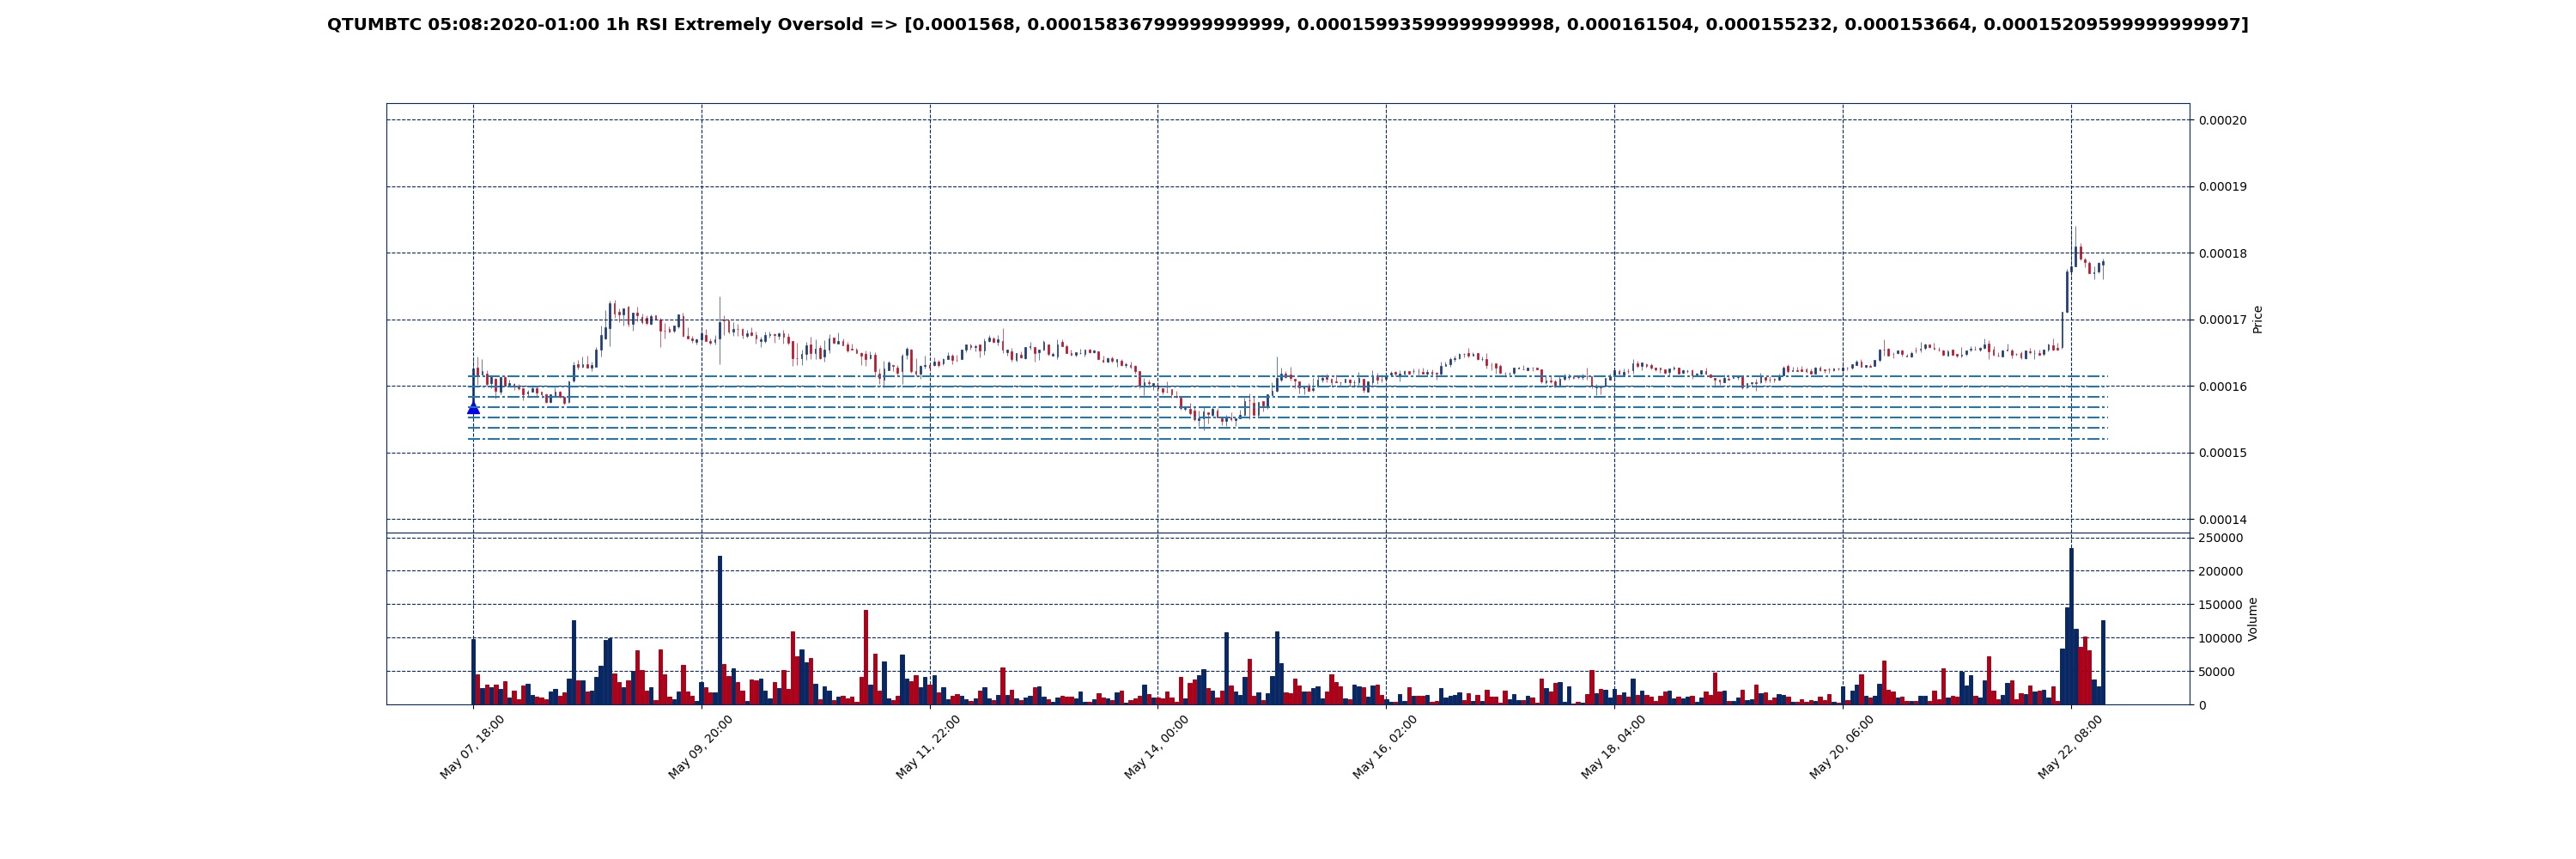 QTUMBTC 05:08:2020-01:00 1h RSI Extremely Oversold => [0.0001568, 0.00015836799999999999, 0.00015993599999999998, 0.000161504, 0.000155232, 0.000153664, 0.00015209599999999997]
0.00020
0.00019
0.00018
0.00017
Price
0.00016
0.00015
0.00014
250000
200000
150000
Volume
100000
50000
0
May 07, 18:00
May 09, 20:00
May 11, 22:00
May 14, 00:00
May 16, 02:00
May 18, 04:00
May 20, 06:00
May 22, 08:00